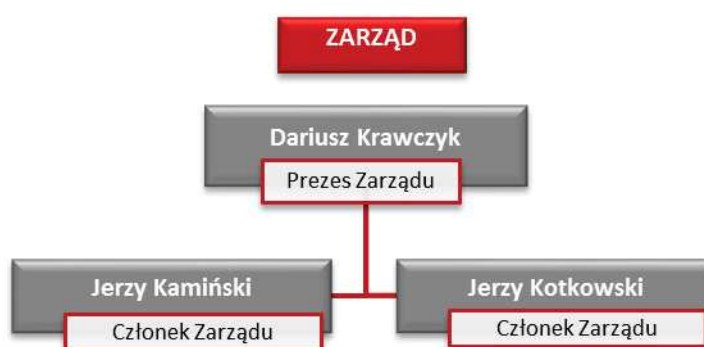 ZARZĄD
Dariusz Krawczyk
Prezes Zarządu
Jerzy Kamiński
Członek Zarządu
Jerzy Kotkowski
Członek Zarządu